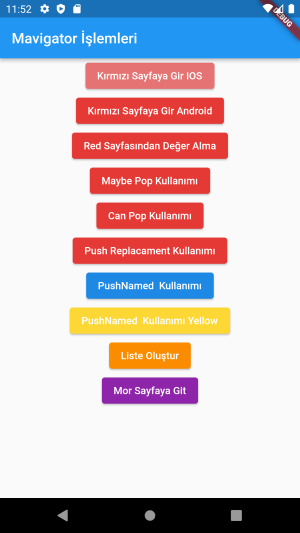 11:52
DEBUG
Mavigator İşlemleri
Kırmızı Sayfaya Gir IOS
Kırmızı Sayfaya Gir Android
Red Sayfasından Değer Alma
Maybe Pop Kullanımı
Can Pop Kullanımı
Push Replacament Kullanımı
PushNamed Kullanımı
PushNamed Kullanımı Yellow
Liste Oluştur
Mor Sayfaya Git